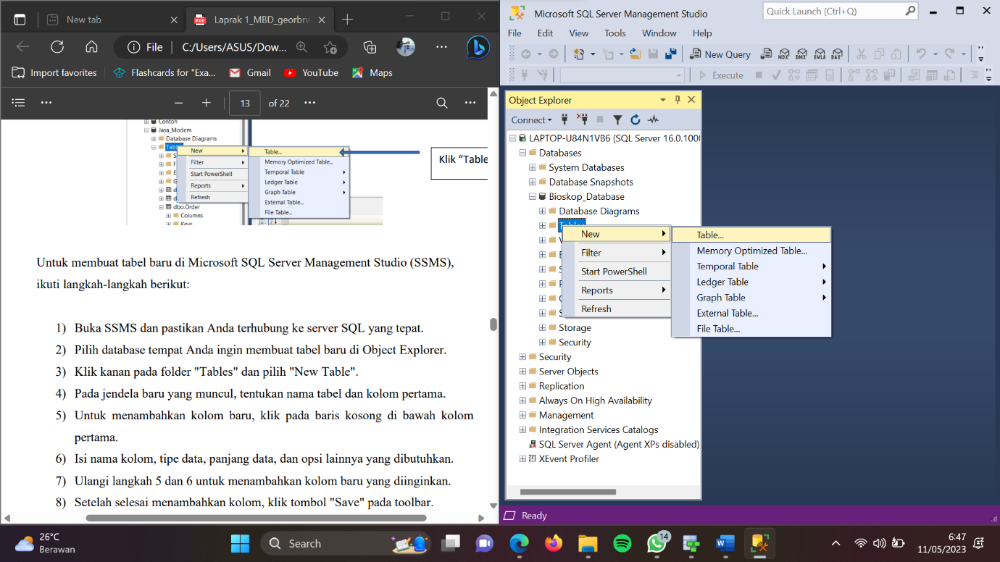 New tab
Laprak 1_MBD_georbrw
File
C:/Users/ASUS/Dow...
Import favorites
Flashcards for "Exa...
Gmail
YouTube
Maps
13
of 22
Contoh
Jasa_Modem
Database Diagrams
dbo.Order
Columns
Keys
New
Filter
Start PowerShell
Reports
Refresh
Table...
Memory Optimized Table...
Temporal Table
Ledger Table
Graph Table
External Table...
File Table...
Klik “Table
Untuk membuat tabel baru di Microsoft SQL Server Management Studio (SSMS),
ikuti langkah-langkah berikut:
1) Buka SSMS dan pastikan Anda terhubung ke server SQL yang tepat.
2) Pilih database tempat Anda ingin membuat tabel baru di Object Explorer.
3) Klik kanan pada folder "Tables" dan pilih "New Table".
4) Pada jendela baru yang muncul, tentukan nama tabel dan kolom pertama.
5) Untuk menambahkan kolom baru, klik pada baris kosong di bawah kolom
pertama.
6) Isi nama kolom, tipe data, panjang data, dan opsi lainnya yang dibutuhkan.
7) Ulangi langkah 5 dan 6 untuk menambahkan kolom baru yang diinginkan.
8) Setelah selesai menambahkan kolom, klik tombol "Save" pada toolbar.
Microsoft SQL Server Management Studio
Quick Launch (Ctrl+Q)
File Edit View Tools Window Help
New Query
MDX DMX XMLA DAX
Execute
Object Explorer
Connect
LAPTOP-U84N1VB6 (SQL Server 16.0.1000
Databases
System Databases
Database Snapshots
Bioskop_Database
Database Diagrams
Storage
Security
Security
Server Objects
Replication
Always On High Availability
Management
Integration Services Catalogs
SQL Server Agent (Agent XPs disabled)
XEvent Profiler
New
Filter
Start PowerShell
Reports
Refresh
Table...
Memory Optimized Table...
Temporal Table
Ledger Table
Graph Table
External Table...
File Table...
Ready
26°C
Berawan
Search
14
6:47
11/05/2023